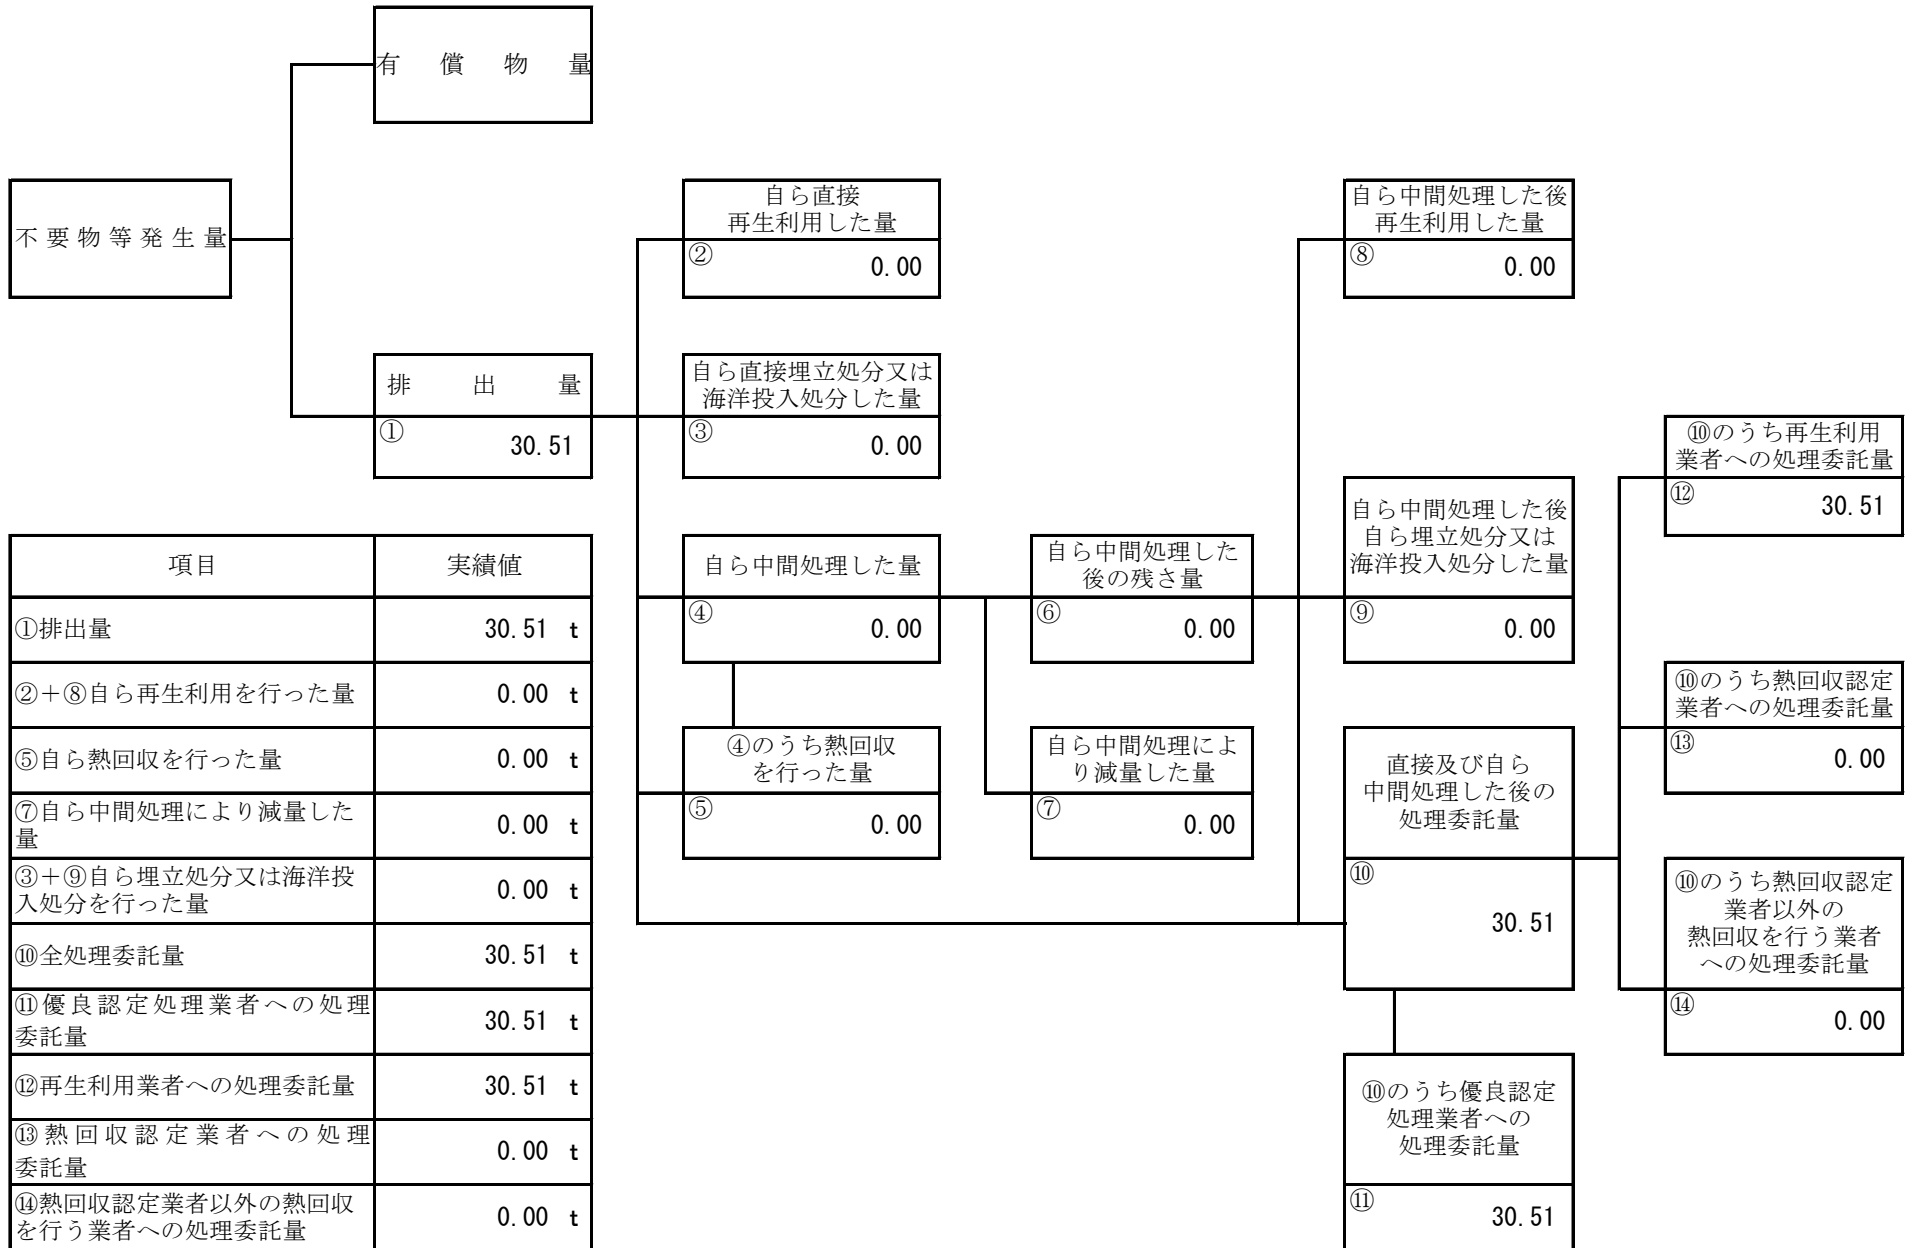 有償物量
不要物等発生量
自ら直接
再生利用した量
②
0.00
自ら中間処理した後
再生利用した量
⑧
0.00
排出量
①
30.51
自ら直接埋立処分又は
海洋投入処分した量
③
0.00
⑩のうち再生利用
業者への処理委託量
⑫
30.51
自ら中間処理した量
④
0.00
自ら中間処理した
後の残さ量
⑥
0.00
自ら中間処理した後
自ら埋立処分又は
海洋投入処分した量
⑨
0.00
④のうち熱回収
を行った量
⑤
0.00
自ら中間処理によ
り減量した量
⑦
0.00
直接及び自ら
中間処理した後の
処理委託量
⑩
30.51
⑩のうち熱回収認定
業者への処理委託量
⑬
0.00
⑩のうち熱回収認定
業者以外の
熱回収を行う業者
への処理委託量
⑭
0.00
⑩のうち優良認定
処理業者への
処理委託量
⑪
30.51
項目 実績値
①排出量 30.51 t
②＋⑧自ら再生利用を行った量 0.00 t
⑤自ら熱回収を行った量 0.00 t
⑦自ら中間処理により減量した
量 0.00 t
③＋⑨自ら埋立処分又は海洋投
入処分を行った量 0.00 t
⑩全処理委託量 30.51 t
⑪優良認定処理業者への処理
委託量 30.51 t
⑫再生利用業者への処理委託量 30.51 t
⑬熱回収認定業者への処理
委託量 0.00 t
⑭熱回収認定業者以外の熱回収
を行う業者への処理委託量 0.00 t